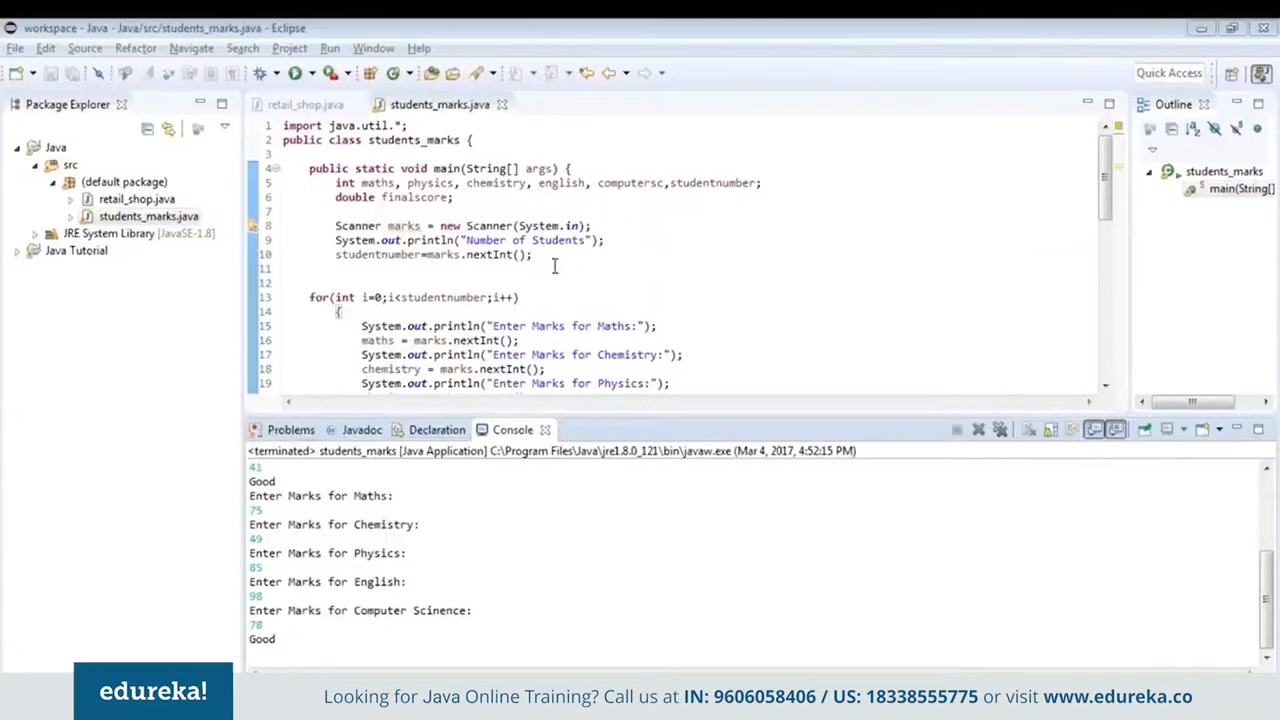 workspace - Java - Java/src/students_marks.java - Eclipse
File Edit Source Refactor Navigate Search Project Run Window Help
Quick Access
Package Explorer
Java
src
(default package)
retail_shop.java
students_marks.java
JRE System Library [JavaSE-1.8]
Java Tutorial
retail_shop.java students_marks.java
1 import java.util.*;
2 public class students_marks {
3
4 public static void main(String[] args) {
5 int maths, physics, chemistry, english, computersc,studentnumber;
6 double finalscore;
7
8 Scanner marks = new Scanner(System.in);
9 System.out.println("Number of Students");
10 studentnumber=marks.nextInt();
11
12
13 for(int i=0;i<studentnumber;i++)
14 {
15 System.out.println("Enter Marks for Maths:");
16 maths = marks.nextInt();
17 System.out.println("Enter Marks for Chemistry:");
18 chemistry = marks.nextInt();
19 System.out.println("Enter Marks for Physics:");
Outline
students_marks
main(String[]
Problems Javadoc Declaration Console
<terminated> students_marks [Java Application] C:\Program Files\Java\jre1.8.0_121\bin\javaw.exe (Mar 4, 2017, 4:52:15 PM)
41
Good
Enter Marks for Maths:
75
Enter Marks for Chemistry:
49
Enter Marks for Physics:
85
Enter Marks for English:
98
Enter Marks for Computer Scinence:
78
Good
edureka!
Looking for Java Online Training? Call us at IN: 9606058406 / US: 18338555775 or visit www.edureka.co